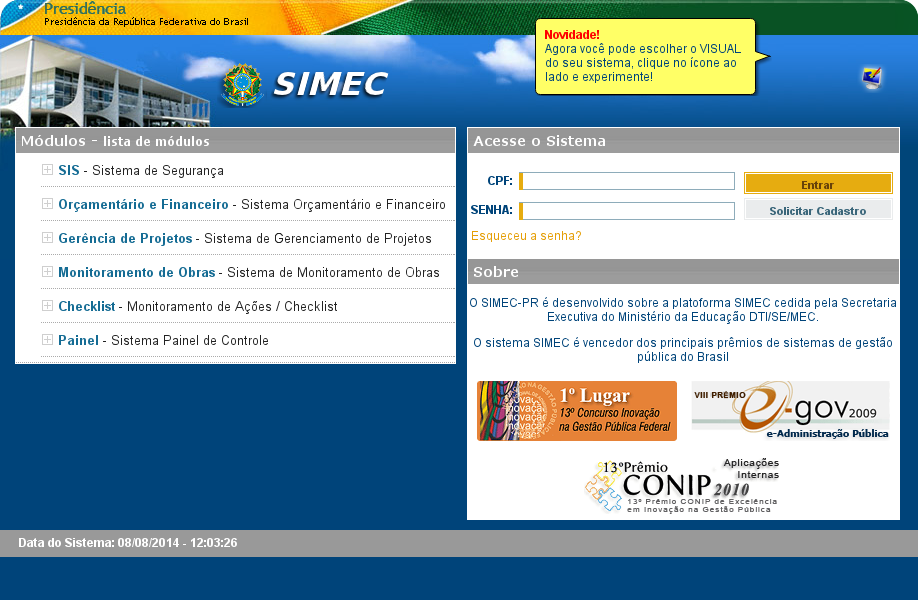 Presidência
Presidência da República Federativa do Brasil
Novidade!
Agora você pode escolher o VISUAL
do seu sistema, clique no ícone ao
lado e experimente!
SIMEC
Módulos - lista de módulos
SIS - Sistema de Segurança
Orçamentário e Financeiro - Sistema Orçamentário e Financeiro
Gerência de Projetos - Sistema de Gerenciamento de Projetos
Monitoramento de Obras - Sistema de Monitoramento de Obras
Checklist - Monitoramento de Ações / Checklist
Painel - Sistema Painel de Controle
Acesse o Sistema
CPF:
Entrar
SENHA:
Solicitar Cadastro
Esqueceu a senha?
Sobre
O SIMEC-PR é desenvolvido sobre a plataforma SIMEC cedida pela Secretaria
Executiva do Ministério da Educação DTI/SE/MEC.
O sistema SIMEC é vencedor dos principais prêmios de sistemas de gestão
pública do Brasil
1º Lugar
13º Concurso Inovação
na Gestão Pública Federal
VIII PRÊMIO
e-gov 2009
e-Administração Pública
13ºPrêmio
CONIP 2010
Aplicações
Internas
13º Prêmio CONIP de Excelência
em Inovação na Gestão Pública
Data do Sistema: 08/08/2014 - 12:03:26